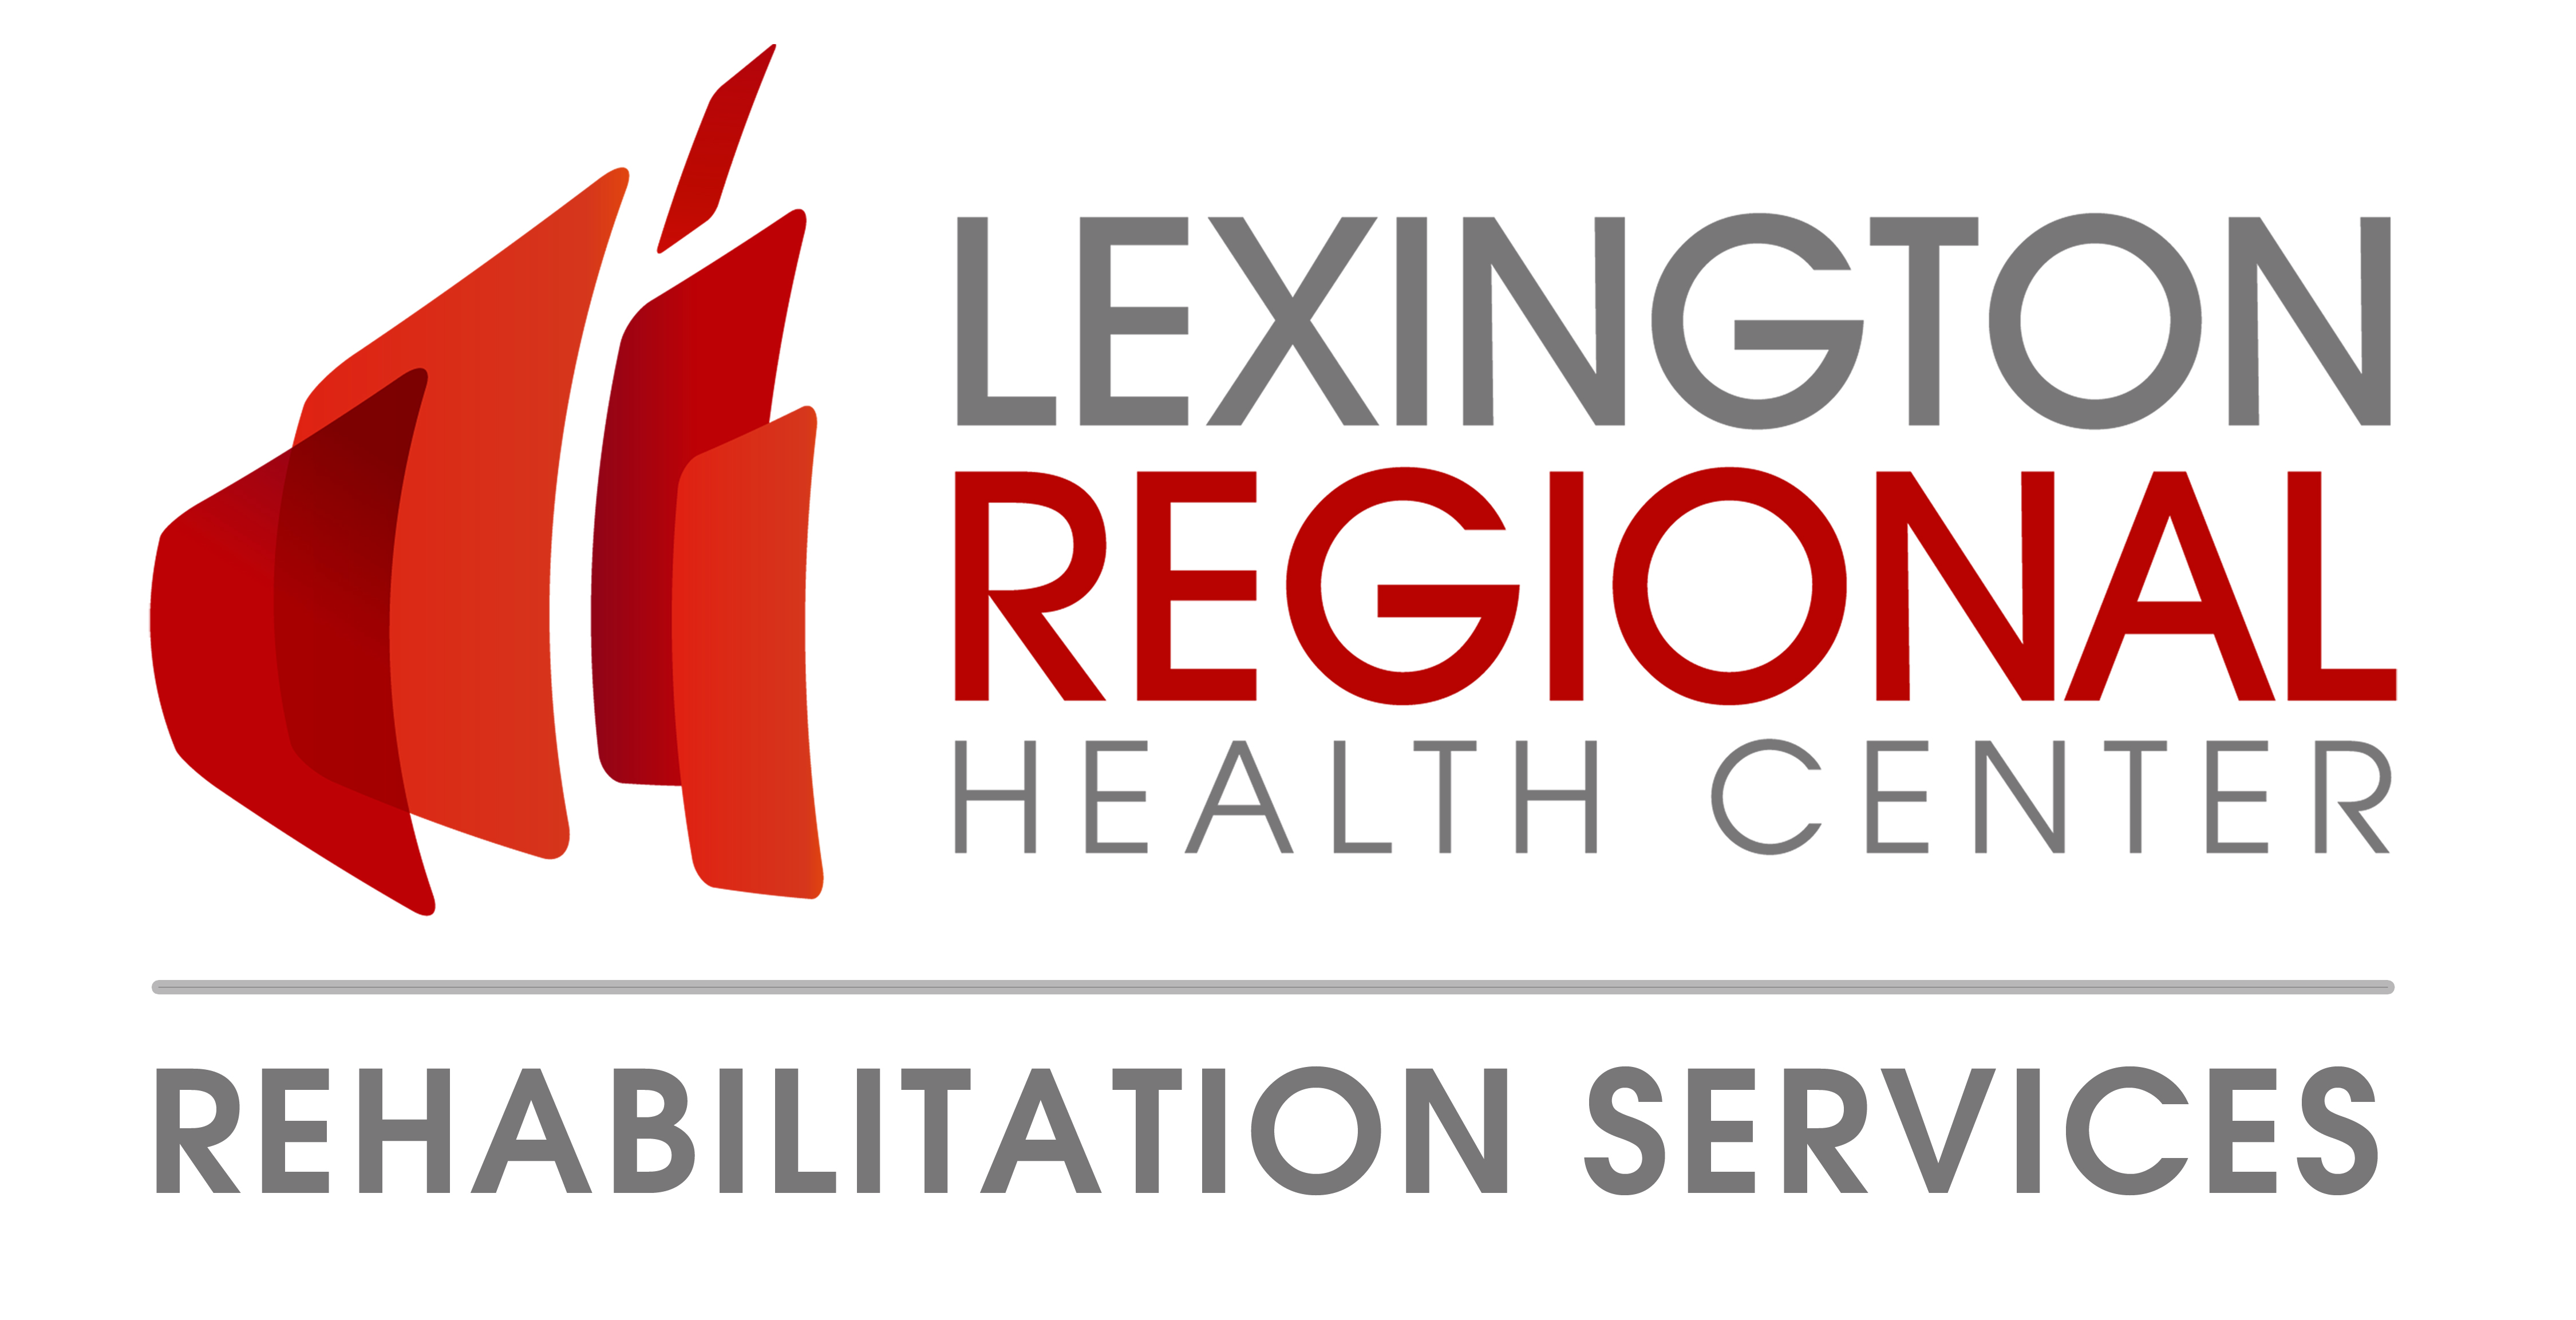 LEXINGTON
REGIONAL
HEALTH CENTER
REHABILITATION SERVICES